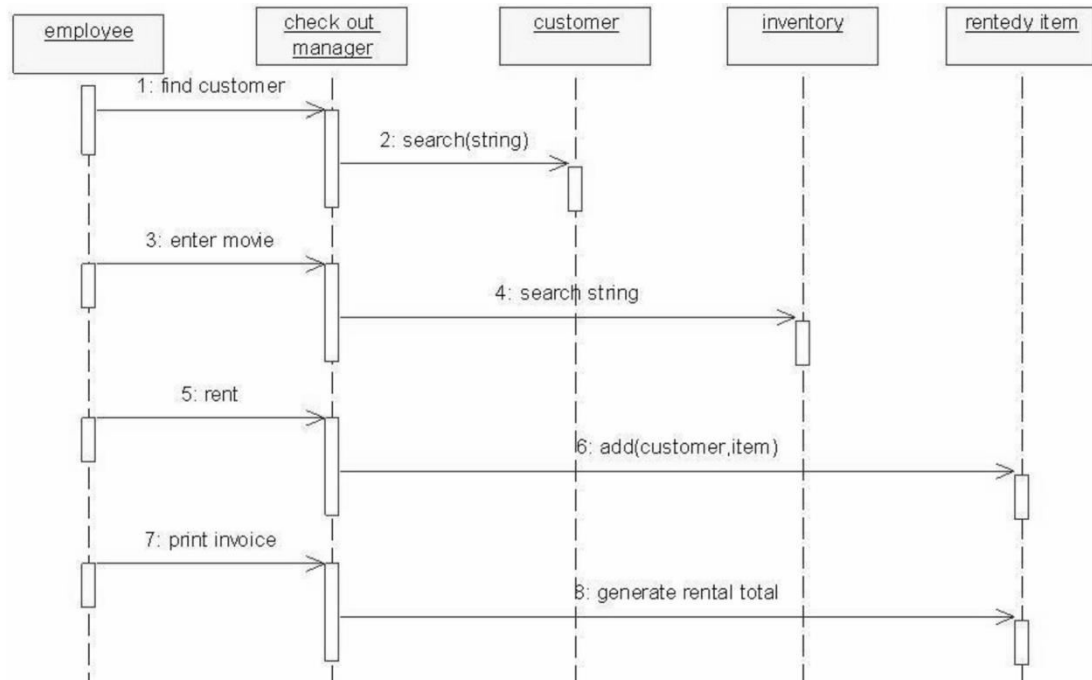 employee
check out
manager
customer
inventory
rentedy item
1: find customer
2: search(string)
3: enter movie
4: search string
5: rent
6: add(customer,item)
7: print invoice
8: generate rental total